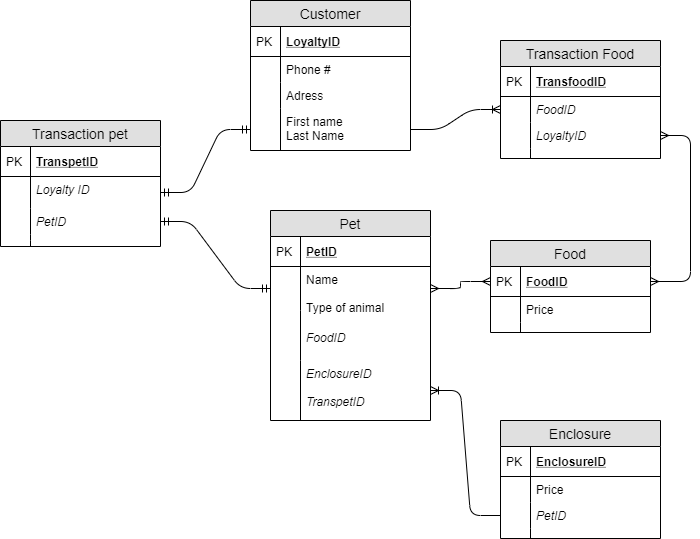 Customer
PK LoyaltyID
Phone #
Adress
First name
Last Name
Transaction Food
PK TransfoodID
FoodID
LoyaltyID
Transaction pet
PK TranspetID
Loyalty ID
PetID
Pet
PK PetID
Name
Type of animal
FoodID
EnclosureID
TranspetID
Food
PK FoodID
Price
Enclosure
PK EnclosureID
Price
PetID